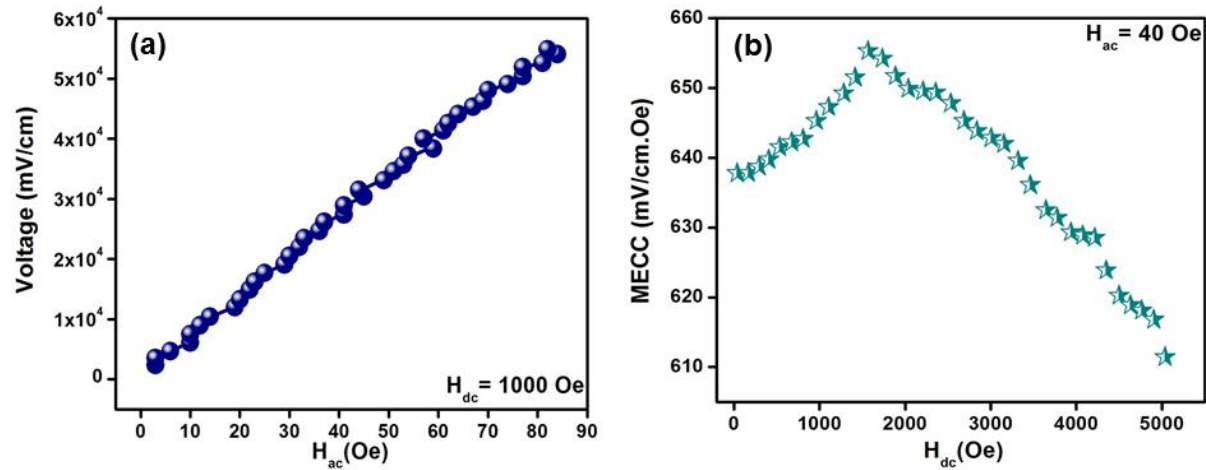 (a)
Voltage (mV/cm)
6x10⁴
5x10⁴
4x10⁴
3x10⁴
2x10⁴
1x10⁴
0
H_dc = 1000 Oe
0 10 20 30 40 50 60 70 80 90
H_ac(Oe)
(b)
H_ac = 40 Oe
MECC (mV/cm.Oe)
660
650
640
630
620
610
0 1000 2000 3000 4000 5000
H_dc(Oe)